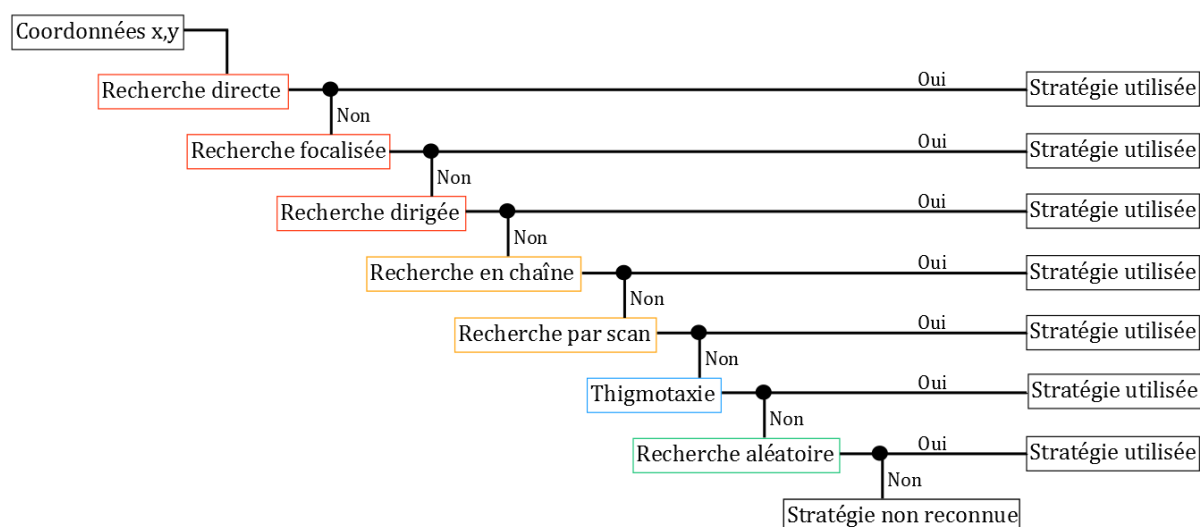 Coordonnées x,y
Recherche directe
Oui
Stratégie utilisée
Non
Recherche focalisée
Oui
Stratégie utilisée
Non
Recherche dirigée
Oui
Stratégie utilisée
Non
Recherche en chaîne
Oui
Stratégie utilisée
Non
Recherche par scan
Oui
Stratégie utilisée
Non
Thigmotaxie
Oui
Stratégie utilisée
Non
Recherche aléatoire
Oui
Stratégie utilisée
Non
Stratégie non reconnue